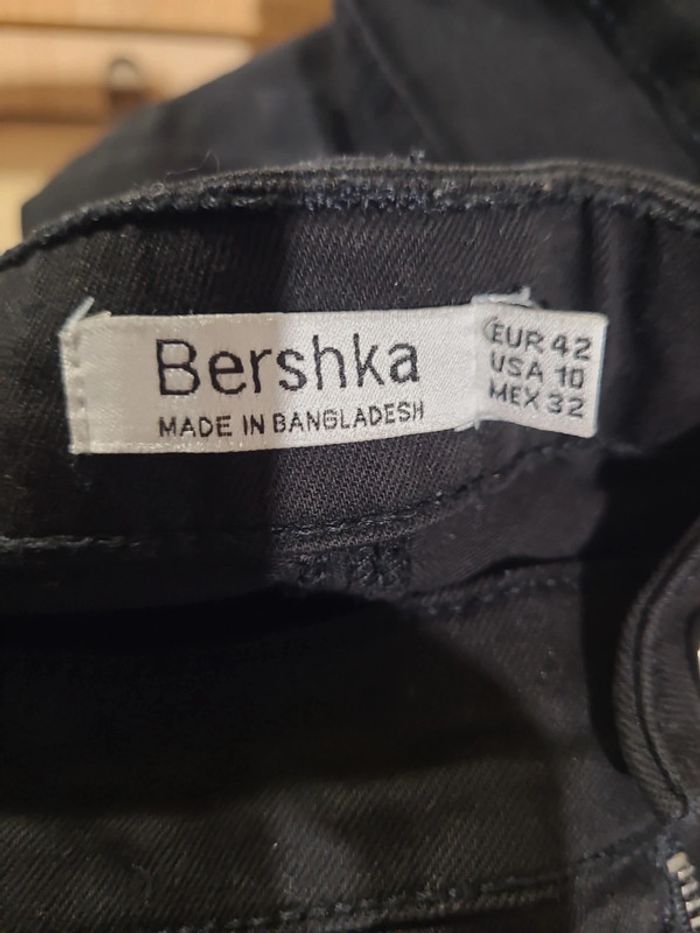 Bershka
MADE IN BANGLADESH
EUR 42
USA 10
MEX 32